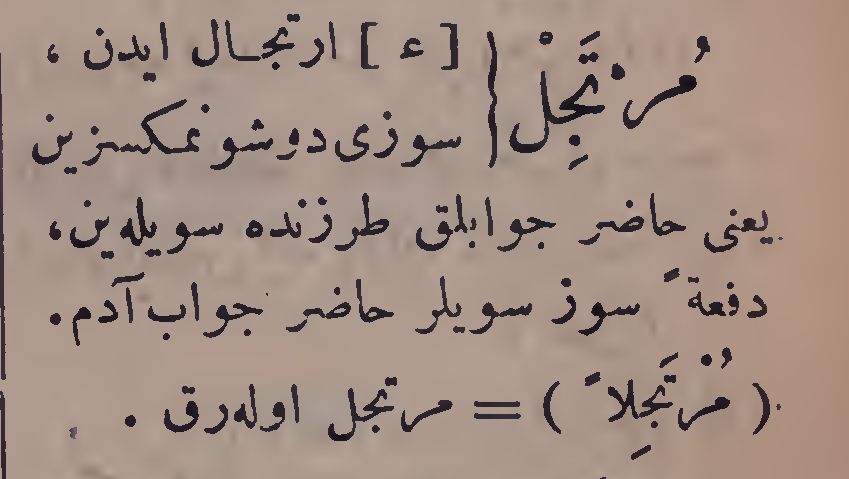 مُرْتَجِلْ [ ء ] ارتجال ایدن ،
سوزی دوشونمكسزین
یعنی حاضر جوابلق طرزنده سویله‌ین،
دفعةً سوز سویلر حاضر جواب آدم.
( مُرْتَجِلاً ) = مرتجل اوله‌رق .